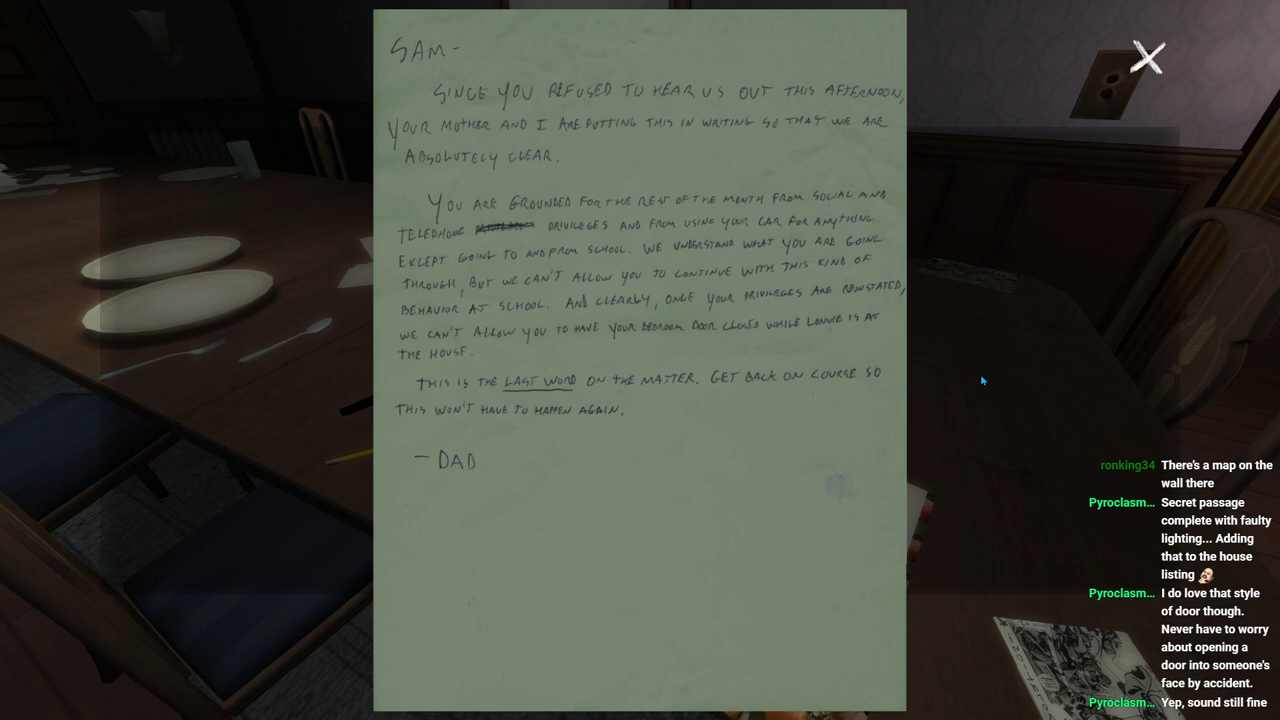 SAM-
SINCE YOU REFUSED TO HEAR US OUT THIS AFTERNOON,
YOUR MOTHER AND I ARE PUTTING THIS IN WRITING SO THAT WE ARE
ABSOLUTELY CLEAR.
YOU ARE GROUNDED FOR THE REST OF THE MONTH FROM SOCIAL AND
TELEPHONE PRIVILEGES AND FROM USING YOUR CAR FOR ANYTHING
EXCEPT GOING TO AND FROM SCHOOL. WE UNDERSTAND WHAT YOU ARE GOING
THROUGH, BUT WE CAN'T ALLOW YOU TO CONTINUE WITH THIS KIND OF
BEHAVIOR AT SCHOOL. AND CLEARLY, ONCE YOUR PRIVILEGES ARE REINSTATED,
WE CAN'T ALLOW YOU TO HAVE YOUR BEDROOM DOOR CLOSED WHILE LONNIE IS AT
THE HOUSE.
THIS IS THE LAST WORD ON THE MATTER. GET BACK ON COURSE SO
THIS WON'T HAVE TO HAPPEN AGAIN.
- DAD
ronking34 There's a map on the
wall there
Pyroclasm... Secret passage
complete with faulty
lighting... Adding
that to the house
listing
Pyroclasm... I do love that style
of door though.
Never have to worry
about opening a
door into someone's
face by accident.
Pyroclasm... Yep, sound still fine